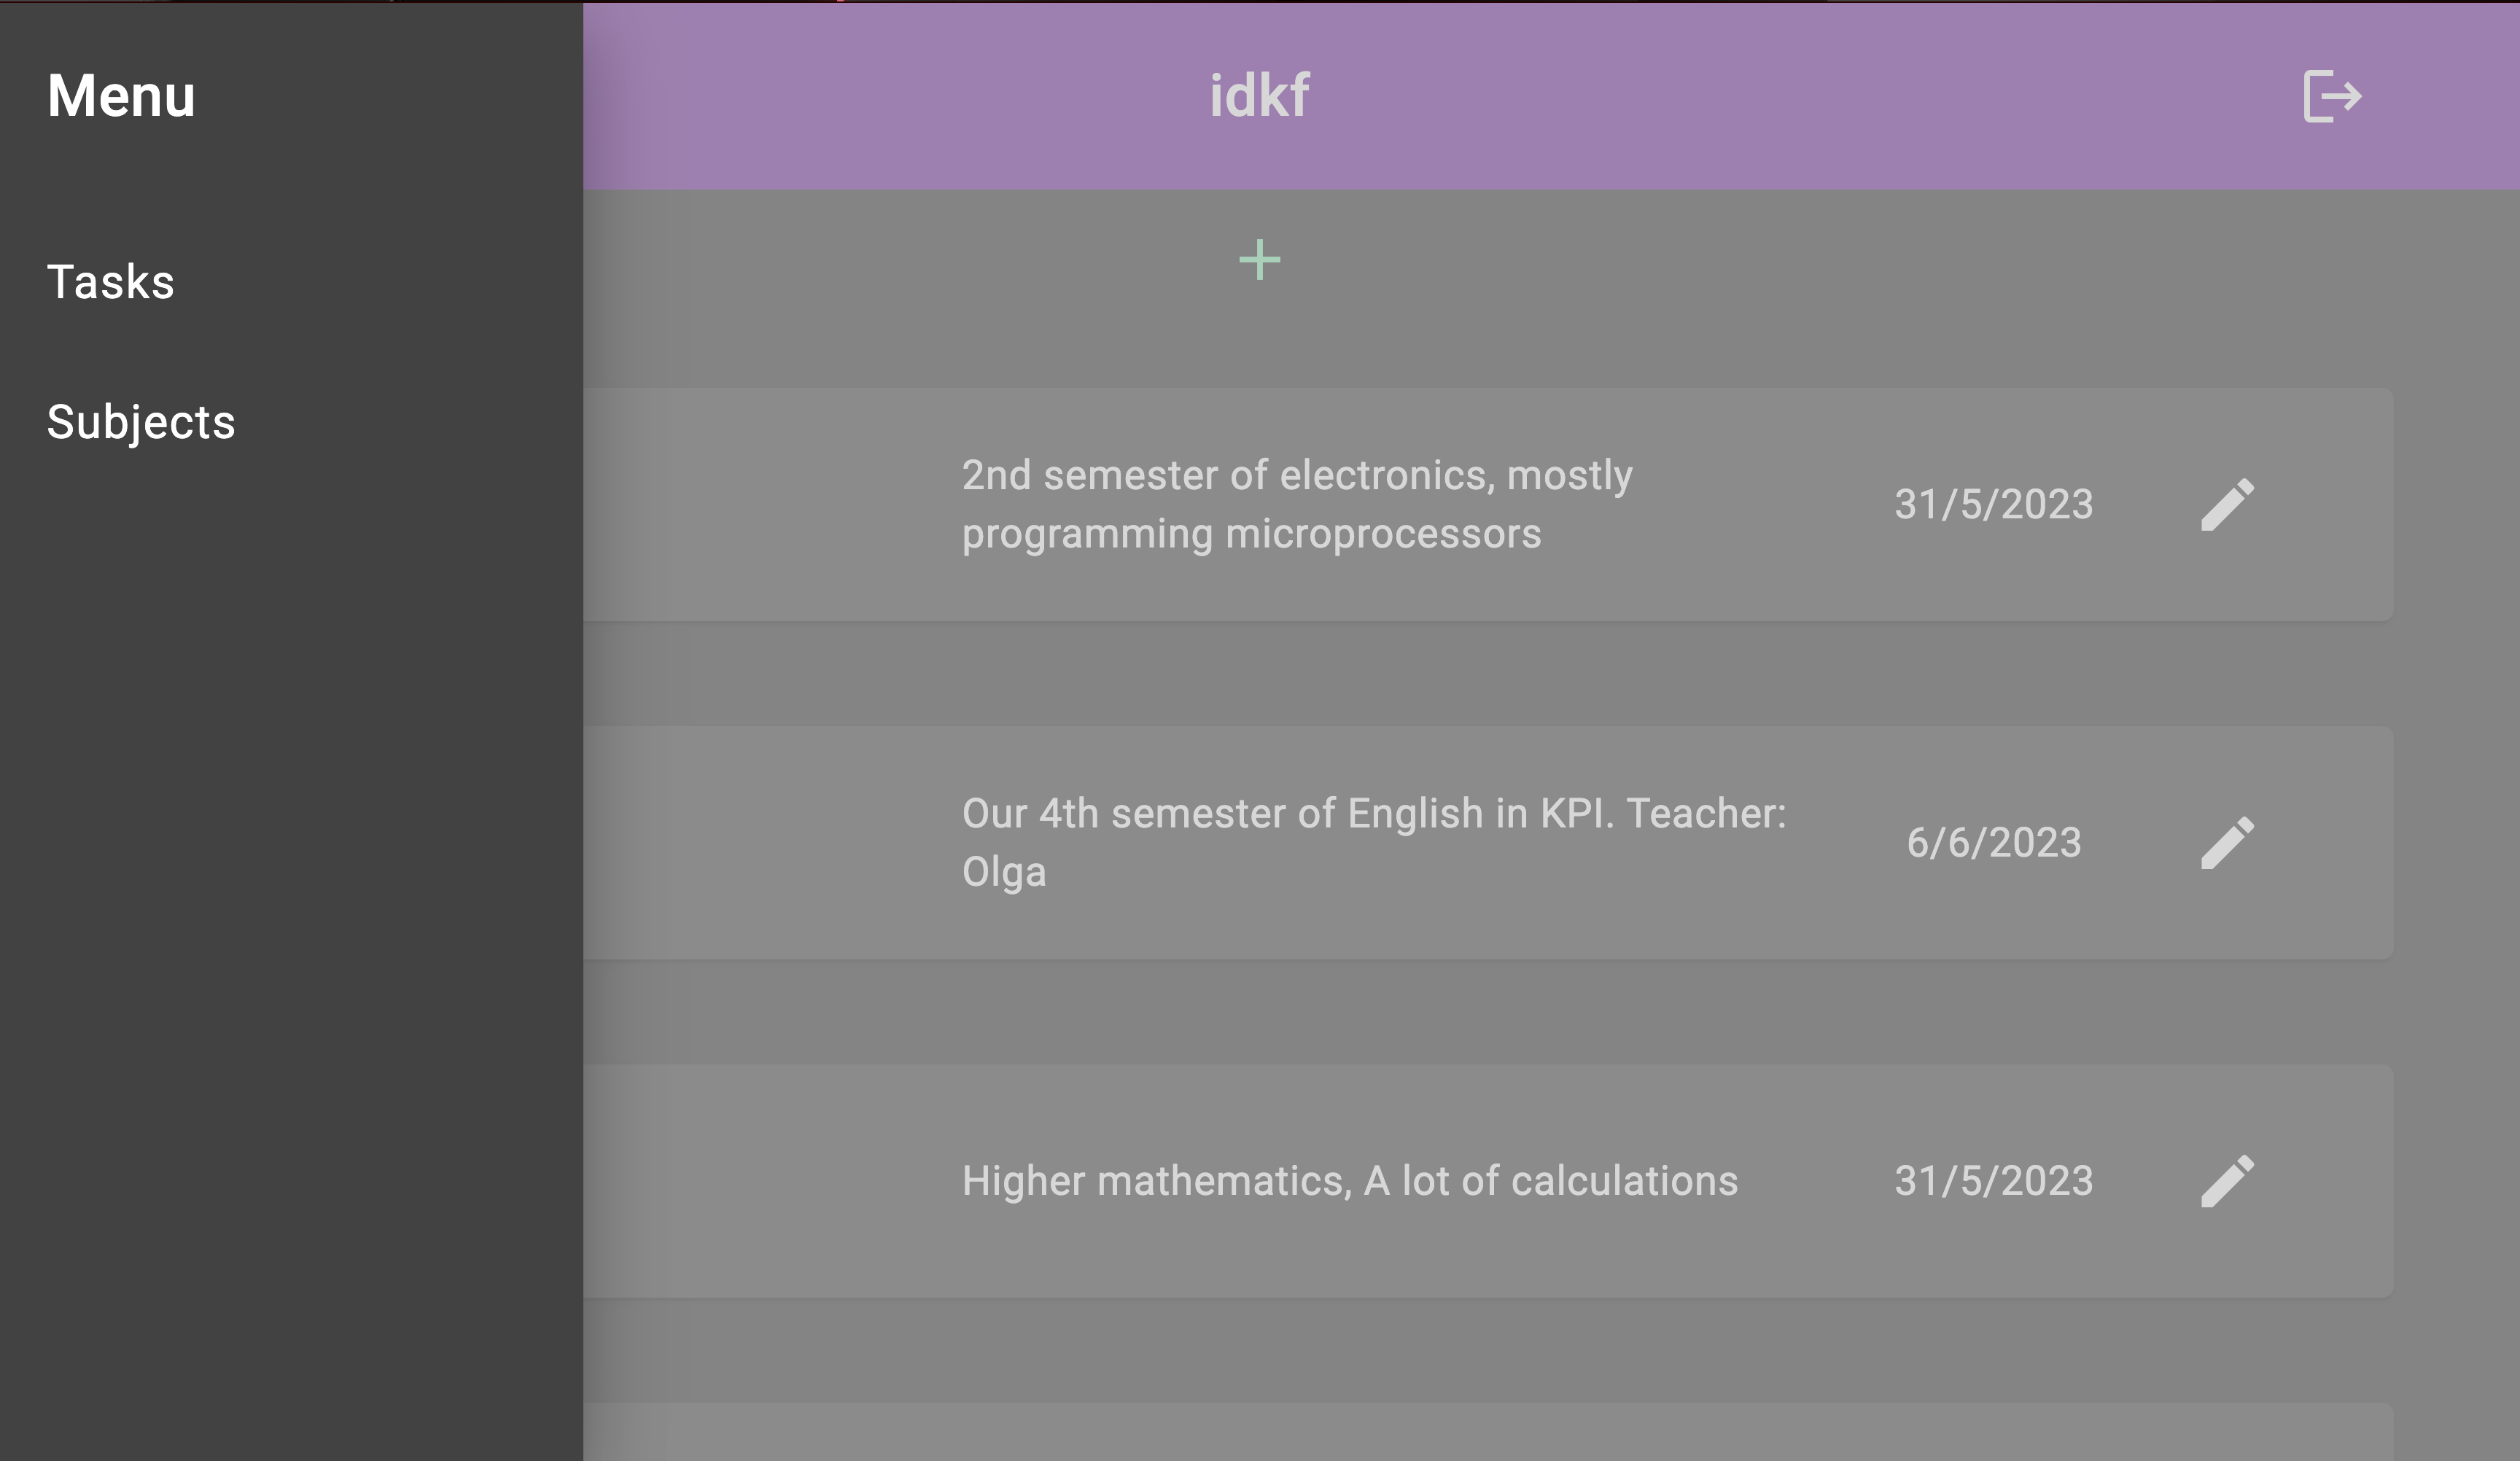 Menu
idkf
Tasks
Subjects
2nd semester of electronics, mostly
programming microprocessors
31/5/2023
Our 4th semester of English in KPI. Teacher:
Olga
6/6/2023
Higher mathematics, A lot of calculations
31/5/2023